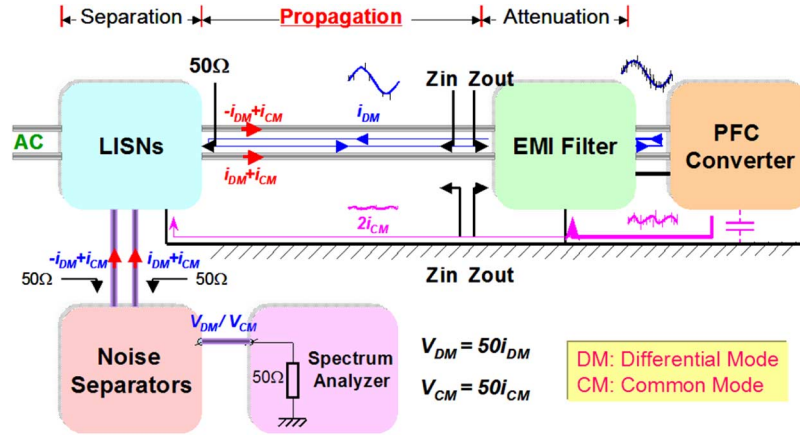 Separation
Propagation
Attenuation
50Ω
Zin Zout
-iDM+iCM
iDM
AC
LISNs
EMI Filter
PFC
Converter
iDM+iCM
2iCM
-iDM+iCM
iDM+iCM
50Ω
50Ω
Zin Zout
VDM / VCM
Noise
Separators
50Ω
Spectrum
Analyzer
VDM = 50iDM
VCM = 50iCM
DM: Differential Mode
CM: Common Mode